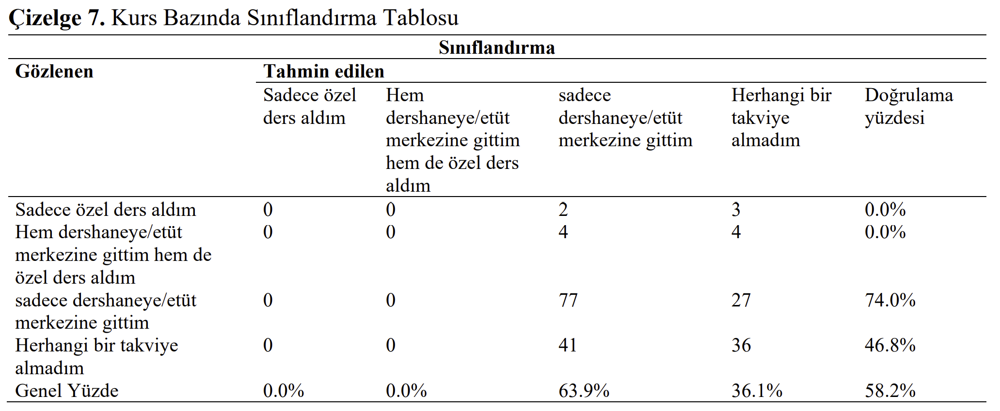 Çizelge 7. Kurs Bazında Sınıflandırma Tablosu
Sınıflandırma
Gözlenen Tahmin edilen
Sadece özel Hem sadece Herhangi bir Doğrulama
ders aldım dershaneye/etüt dershaneye/etüt takviye yüzdesi
merkezine gittim merkezine gittim almadım
hem de özel ders
aldım
Sadece özel ders aldım 0 0 2 3 0.0%
Hem dershaneye/etüt 0 0 4 4 0.0%
merkezine gittim hem de
özel ders aldım
sadece dershaneye/etüt 0 0 77 27 74.0%
merkezine gittim
Herhangi bir takviye 0 0 41 36 46.8%
almadım
Genel Yüzde 0.0% 0.0% 63.9% 36.1% 58.2%